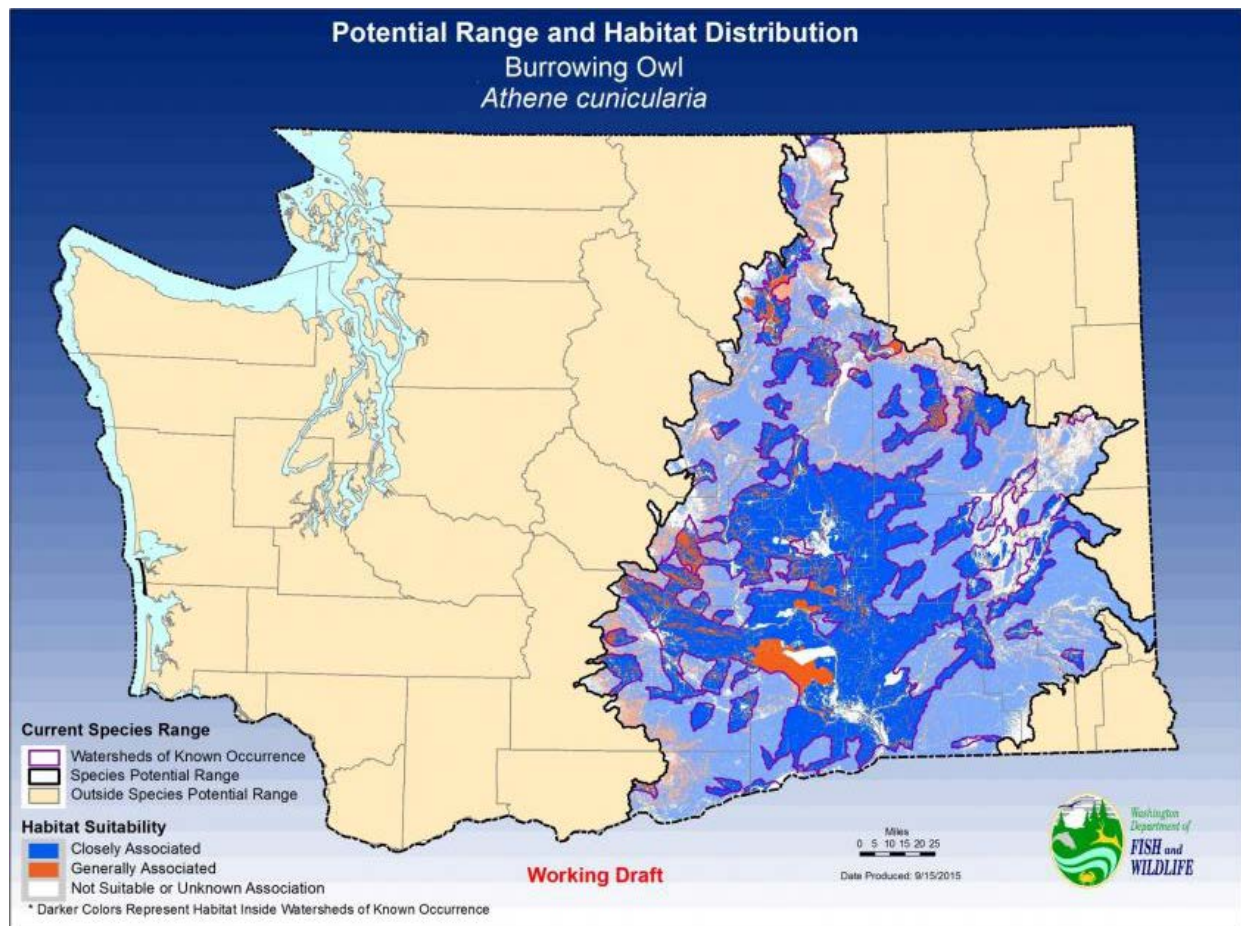 Potential Range and Habitat Distribution
Burrowing Owl
Athene cunicularia
Current Species Range
Watersheds of Known Occurrence
Species Potential Range
Outside Species Potential Range
Habitat Suitability
Closely Associated
Generally Associated
Not Suitable or Unknown Association
* Darker Colors Represent Habitat Inside Watersheds of Known Occurrence
Working Draft
Miles
0 5 10 15 20 25
Date Produced: 9/15/2015
Washington
Department of
FISH and
WILDLIFE